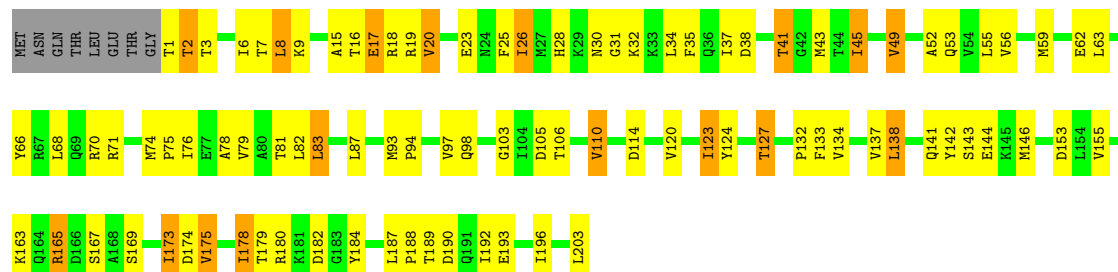 MET ASN GLN THR LEU GLU THR GLY T1 T2 T3 I6 T7 L8 K9 A15 T16 E17 R18 R19 V20 E23 N24 F25 I26 M27 H28 K29 N30 G31 K32 K33 L34 F35 Q36 I37 D38 T41 G42 M43 T44 I45 V49 A52 Q53 V54 L55 V56 M59 E62 L63
Y66 R67 L68 Q69 R70 R71 M74 P75 I76 E77 A78 V79 A80 T81 L82 L83 L87 M93 P94 V97 Q98 G103 I104 D105 T106 V110 D114 V120 I123 Y124 T127 P132 F133 V134 V137 L138 Q141 Y142 S143 E144 K145 M146 D153 L154 V155
K163 Q164 R165 D166 S167 A168 S169 I173 D174 V175 I178 T179 R180 K181 D182 G183 Y184 L187 P188 T189 D190 Q191 I192 E193 I196 L203